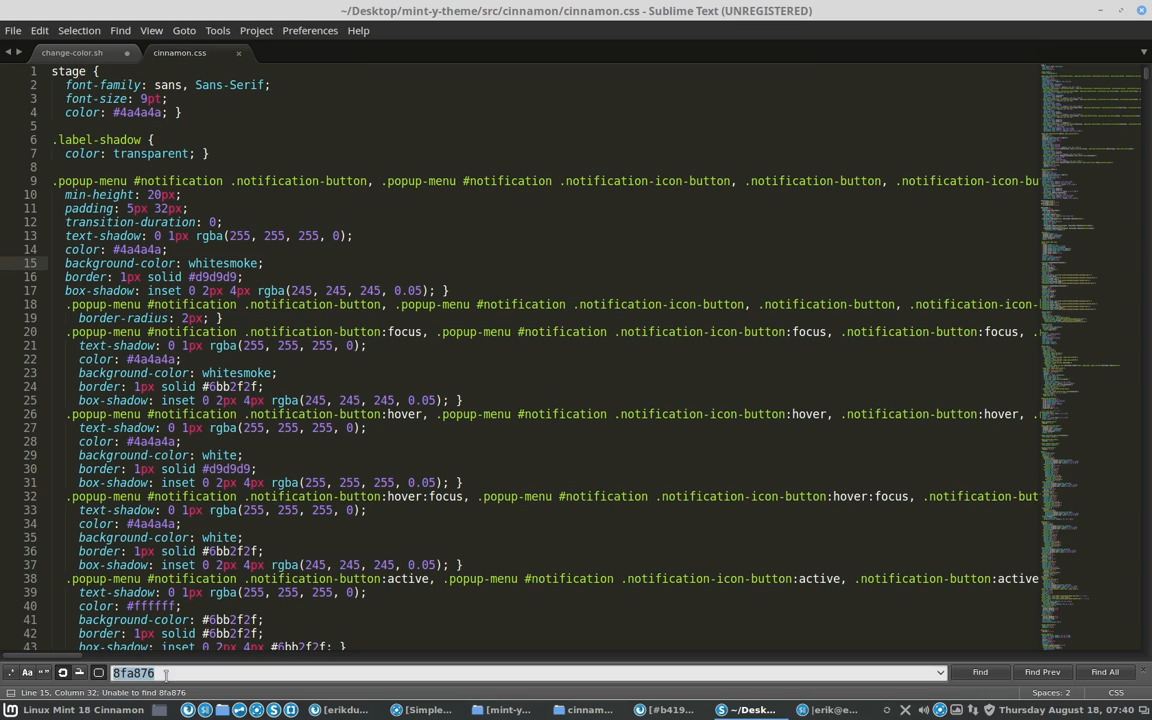 ~/Desktop/mint-y-theme/src/cinnamon/cinnamon.css - Sublime Text (UNREGISTERED)
File Edit Selection Find View Goto Tools Project Preferences Help
change-color.sh cinnamon.css
1 stage {
2 font-family: sans, Sans-Serif;
3 font-size: 9pt;
4 color: #4a4a4a; }
5
6 .label-shadow {
7 color: transparent; }
8
9 .popup-menu #notification .notification-button, .popup-menu #notification .notification-icon-button, .notification-button, .notification-icon-bu
10 min-height: 20px;
11 padding: 5px 32px;
12 transition-duration: 0;
13 text-shadow: 0 1px rgba(255, 255, 255, 0);
14 color: #4a4a4a;
15 background-color: whitesmoke;
16 border: 1px solid #d9d9d9;
17 box-shadow: inset 0 2px 4px rgba(245, 245, 245, 0.05); }
18 .popup-menu #notification .notification-button, .popup-menu #notification .notification-icon-button, .notification-button, .notification-icon-
19 border-radius: 2px; }
20 .popup-menu #notification .notification-button:focus, .popup-menu #notification .notification-icon-button:focus, .notification-button:focus, .
21 text-shadow: 0 1px rgba(255, 255, 255, 0);
22 color: #4a4a4a;
23 background-color: whitesmoke;
24 border: 1px solid #6bb2f2f;
25 box-shadow: inset 0 2px 4px rgba(245, 245, 245, 0.05); }
26 .popup-menu #notification .notification-button:hover, .popup-menu #notification .notification-icon-button:hover, .notification-button:hover, .
27 text-shadow: 0 1px rgba(255, 255, 255, 0);
28 color: #4a4a4a;
29 background-color: white;
30 border: 1px solid #d9d9d9;
31 box-shadow: inset 0 2px 4px rgba(255, 255, 255, 0.05); }
32 .popup-menu #notification .notification-button:hover:focus, .popup-menu #notification .notification-icon-button:hover:focus, .notification-but
33 text-shadow: 0 1px rgba(255, 255, 255, 0);
34 color: #4a4a4a;
35 background-color: white;
36 border: 1px solid #6bb2f2f;
37 box-shadow: inset 0 2px 4px rgba(245, 245, 245, 0.05); }
38 .popup-menu #notification .notification-button:active, .popup-menu #notification .notification-icon-button:active, .notification-button:active
39 text-shadow: 0 1px rgba(255, 255, 255, 0);
40 color: #ffffff;
41 background-color: #6bb2f2f;
42 border: 1px solid #6bb2f2f;
43 box-shadow: inset 0 2px 4px #6bb2f2f; }
.* Aa “” 8fa876 Find Find Prev Find All
Line 15, Column 32; Unable to find 8fa876 Spaces: 2 CSS
Linux Mint 18 Cinnamon [erikdu... [Simple... [mint-y... cinnam... [#b419... ~/Desk... |erik@e... Thursday August 18, 07:40